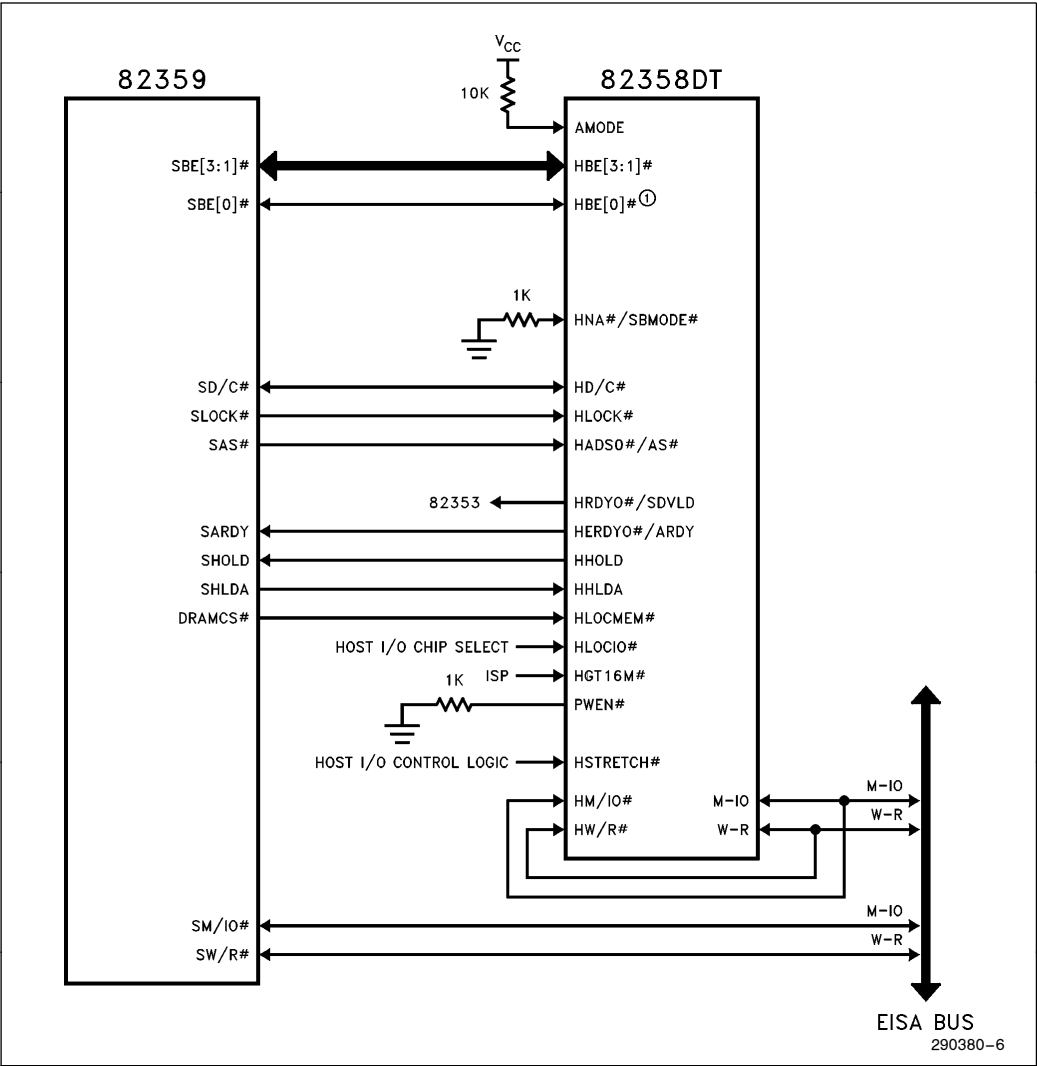 V_CC
82359
82358DT
10K
AMODE
SBE[3:1]# HBE[3:1]#
SBE[0]# HBE[0]# ①
1K
HNA#/SBMODE#
SD/C# HD/C#
SLOCK# HLOCK#
SAS# HADS0#/AS#
82353 HRDYO#/SDVLD
SARDY HERDYO#/ARDY
SHOLD HHOLD
SHLDA HHLDA
DRAMCS# HLOCMEM#
HOST I/O CHIP SELECT HLOCIO#
ISP HGT16M#
1K
PWEN#
HOST I/O CONTROL LOGIC HSTRETCH#
M-IO
HM/IO# M-IO
W-R
HW/R# W-R
M-IO
SM/IO#
W-R
SW/R#
EISA BUS
290380-6